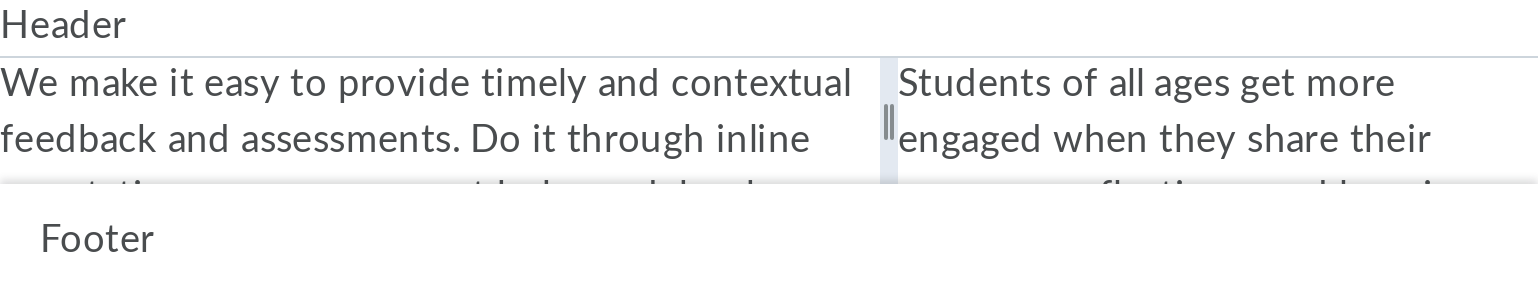 Header
We make it easy to provide timely and contextual
feedback and assessments. Do it through inline
Students of all ages get more
engaged when they share their
Footer